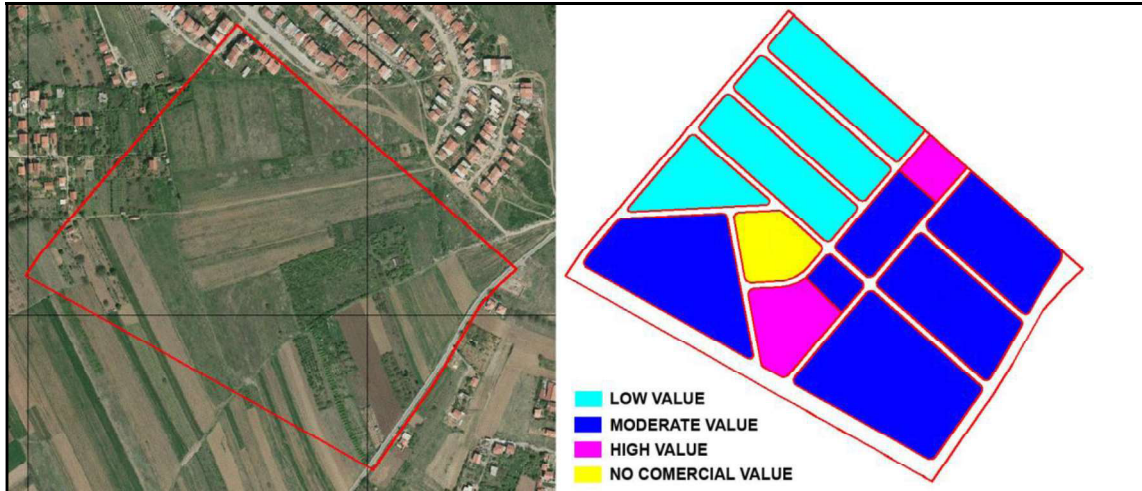 LOW VALUE
MODERATE VALUE
HIGH VALUE
NO COMERCIAL VALUE